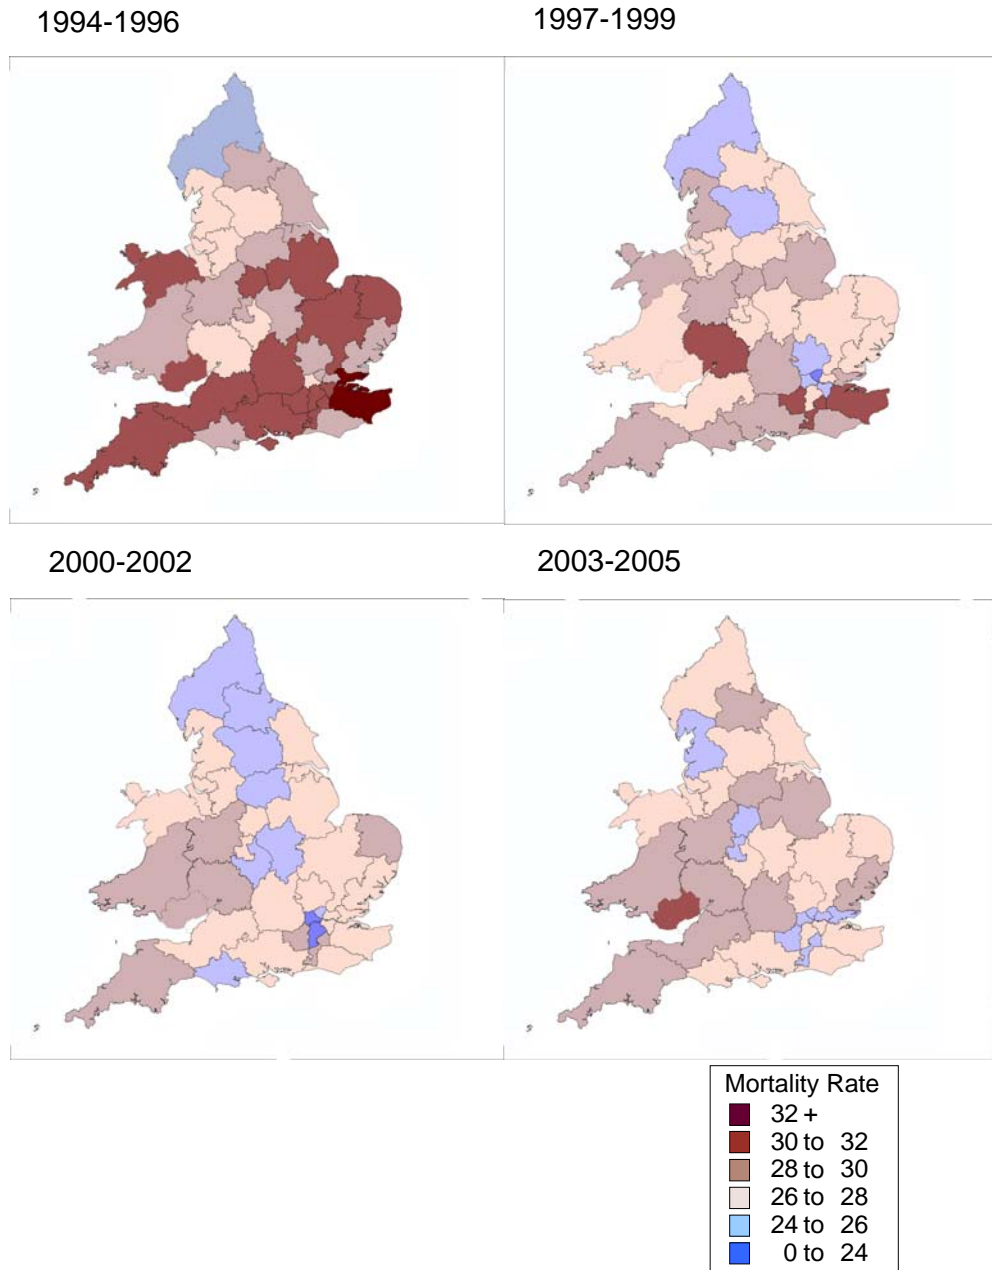 1994-1996
1997-1999
2000-2002
2003-2005
Mortality Rate
32 +
30 to 32
28 to 30
26 to 28
24 to 26
0 to 24